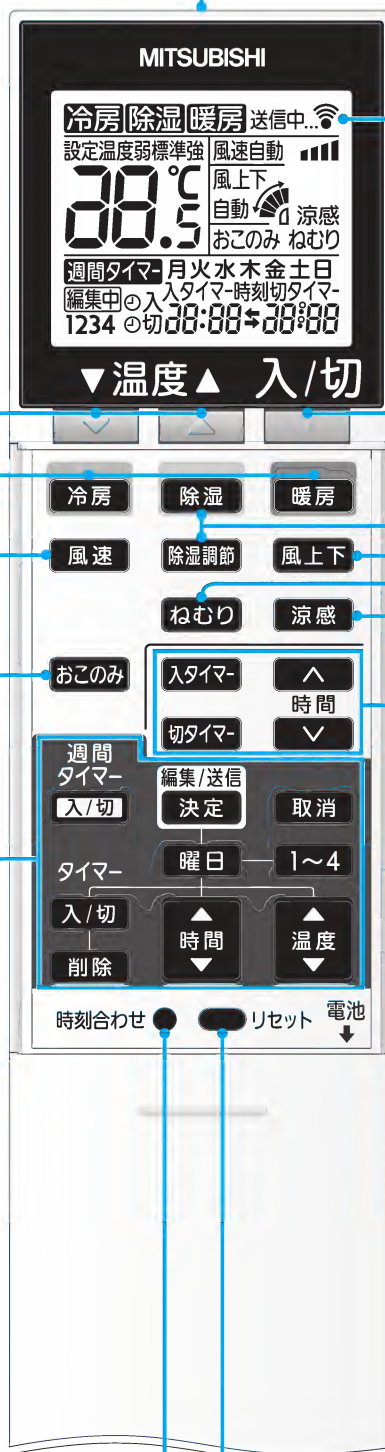 MITSUBISHI
冷房 除湿 暖房 送信中...
設定温度弱標準強 風速自動
28.5℃ 風上下
自動 涼感
おこのみ ねむり
週間タイマー 月火水木金土日
編集中 入 入タイマー時刻切タイマー
1234 切 28:88⇆28:88
▼温度▲ 入/切
冷房 除湿 暖房
風速 除湿調節 風上下
ねむり 涼感
おこのみ 入タイマー ∧
時間
切タイマー ∨
週間
タイマー 編集/送信
入/切 決定 取消
タイマー 曜日 1〜4
入/切 ▲ ▲
時間 温度
削除 ▼ ▼
時刻合わせ リセット 電池